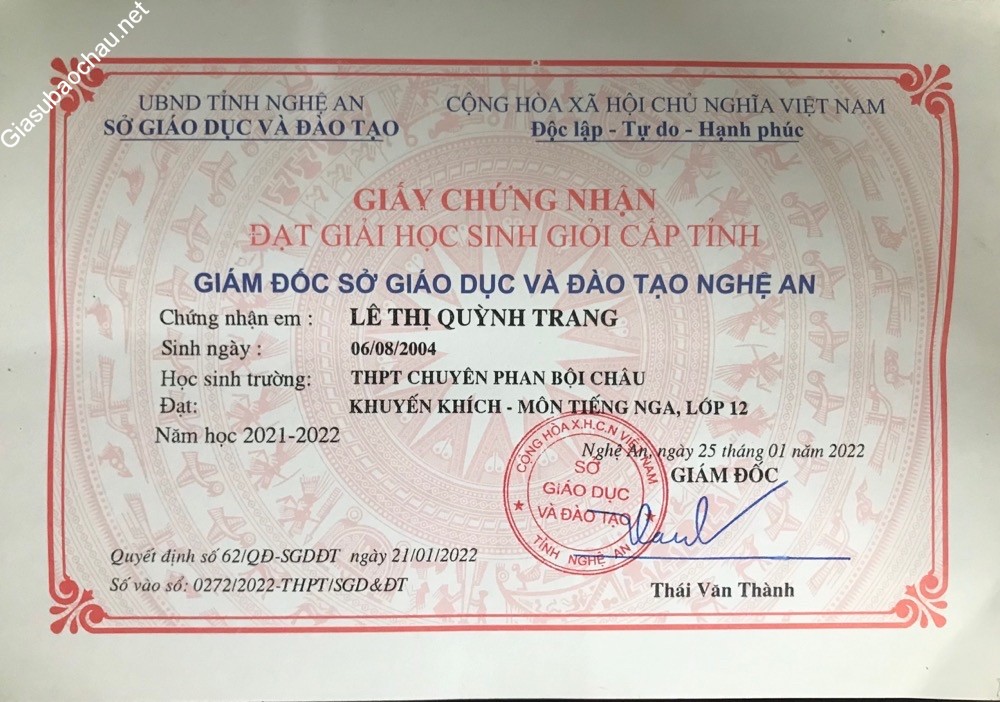 Giasubaochau.net
UBND TỈNH NGHỆ AN
SỞ GIÁO DỤC VÀ ĐÀO TẠO
CỘNG HÒA XÃ HỘI CHỦ NGHĨA VIỆT NAM
Độc lập - Tự do - Hạnh phúc
GIẤY CHỨNG NHẬN
ĐẠT GIẢI HỌC SINH GIỎI CẤP TỈNH
GIÁM ĐỐC SỞ GIÁO DỤC VÀ ĐÀO TẠO NGHỆ AN
Chứng nhận em : LÊ THỊ QUỲNH TRANG
Sinh ngày : 06/08/2004
Học sinh trường: THPT CHUYÊN PHAN BỘI CHÂU
Đạt: KHUYẾN KHÍCH - MÔN TIẾNG NGA, LỚP 12
Năm học 2021-2022
Nghệ An, ngày 25 tháng 01 năm 2022
GIÁM ĐỐC
CỘNG HÒA X.H.C.N VIỆT NAM
SỞ
GIÁO DỤC
VÀ ĐÀO TẠO
TỈNH NGHỆ AN
Quyết định số 62/QĐ-SGDĐT ngày 21/01/2022
Số vào sổ: 0272/2022-THPT/SGD&ĐT
Thái Văn Thành